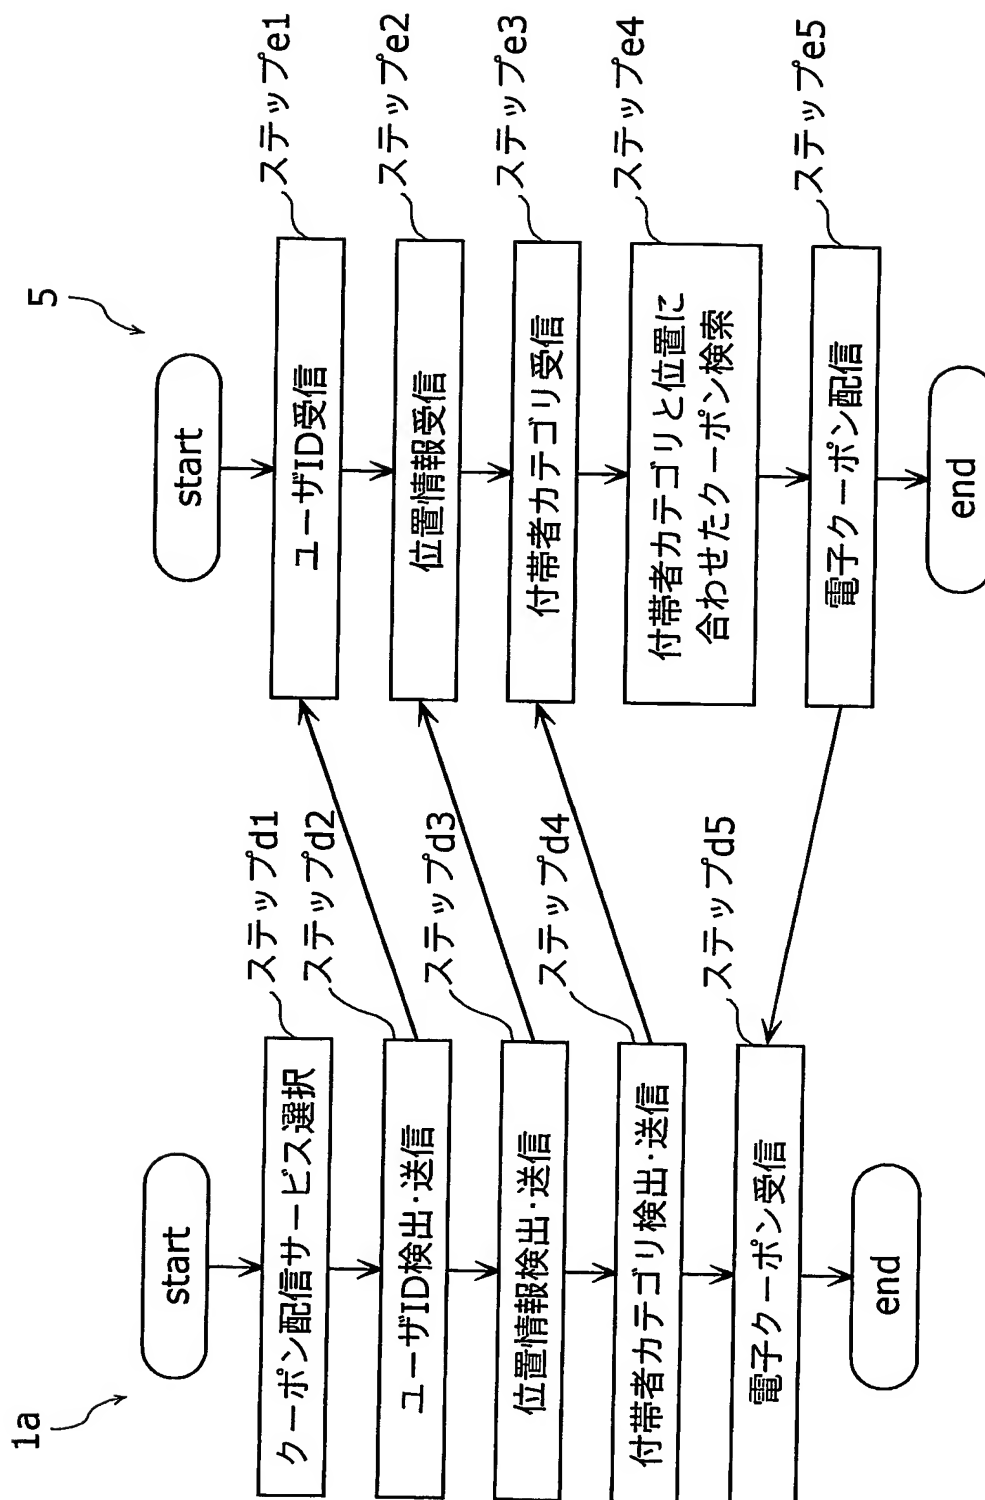 1a
start
クーポン配信サービス選択
ステップd1
ユーザID検出・送信
ステップd2
位置情報検出・送信
ステップd3
付帯者カテゴリ検出・送信
ステップd4
電子クーポン受信
ステップd5
end
5
start
ユーザID受信
ステップe1
位置情報受信
ステップe2
付帯者カテゴリ受信
ステップe3
付帯者カテゴリと位置に
合わせたクーポン検索
ステップe4
電子クーポン配信
ステップe5
end